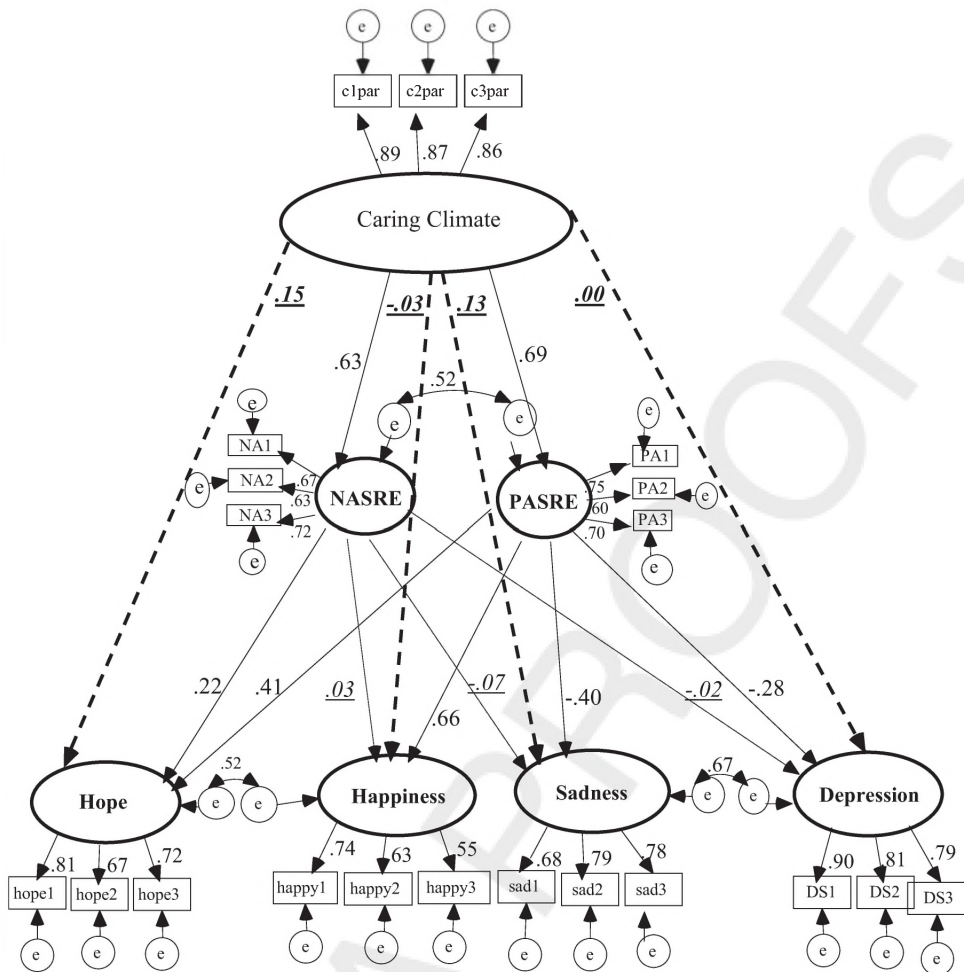 e e e
c1par c2par c3par
.89 .87 .86
Caring Climate
.15 -.03 .13 .00
.63 .69
.52
e e e e
NA1 PA1
e NA2 .67 NASRE PASRE .75 PA2 e
NA3 .63 .60 PA3
.72 .70
e e
.22 .41 .03 -.07 -.40 -.02 -.28
.66
.52 .67
Hope e e Happiness Sadness e e Depression
.81 .67 .72 .74 .63 .55 .68 .79 .78 .90 .81 .79
hope1 hope2 hope3 happy1 happy2 happy3 sad1 sad2 sad3 DS1 DS2 DS3
e e e e e e e e e e e e
PROOFS